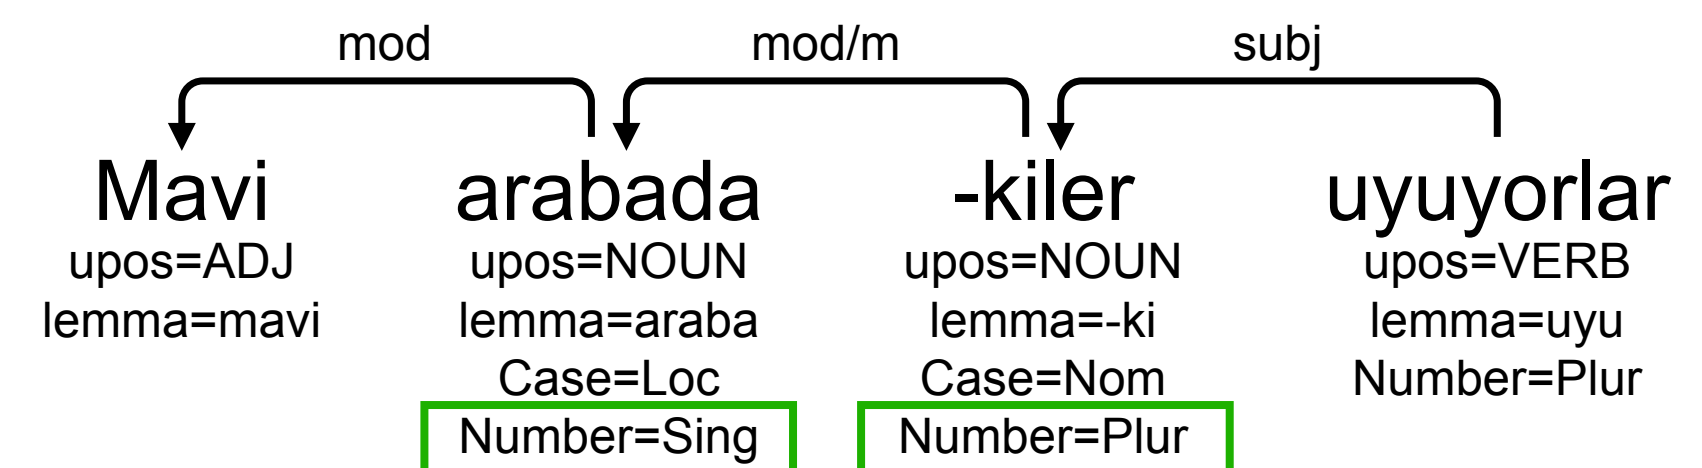 mod mod/m subj
Mavi arabada -kiler uyuyorlar
upos=ADJ upos=NOUN upos=NOUN upos=VERB
lemma=mavi lemma=araba lemma=-ki lemma=uyu
Case=Loc Case=Nom Number=Plur
Number=Sing Number=Plur